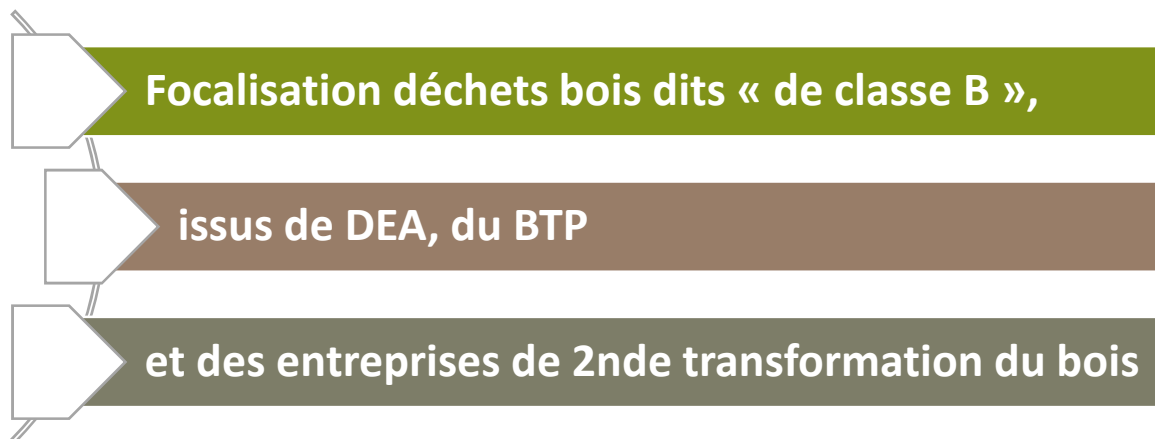 Focalisation déchets bois dits « de classe B »,
issus de DEA, du BTP
et des entreprises de 2nde transformation du bois